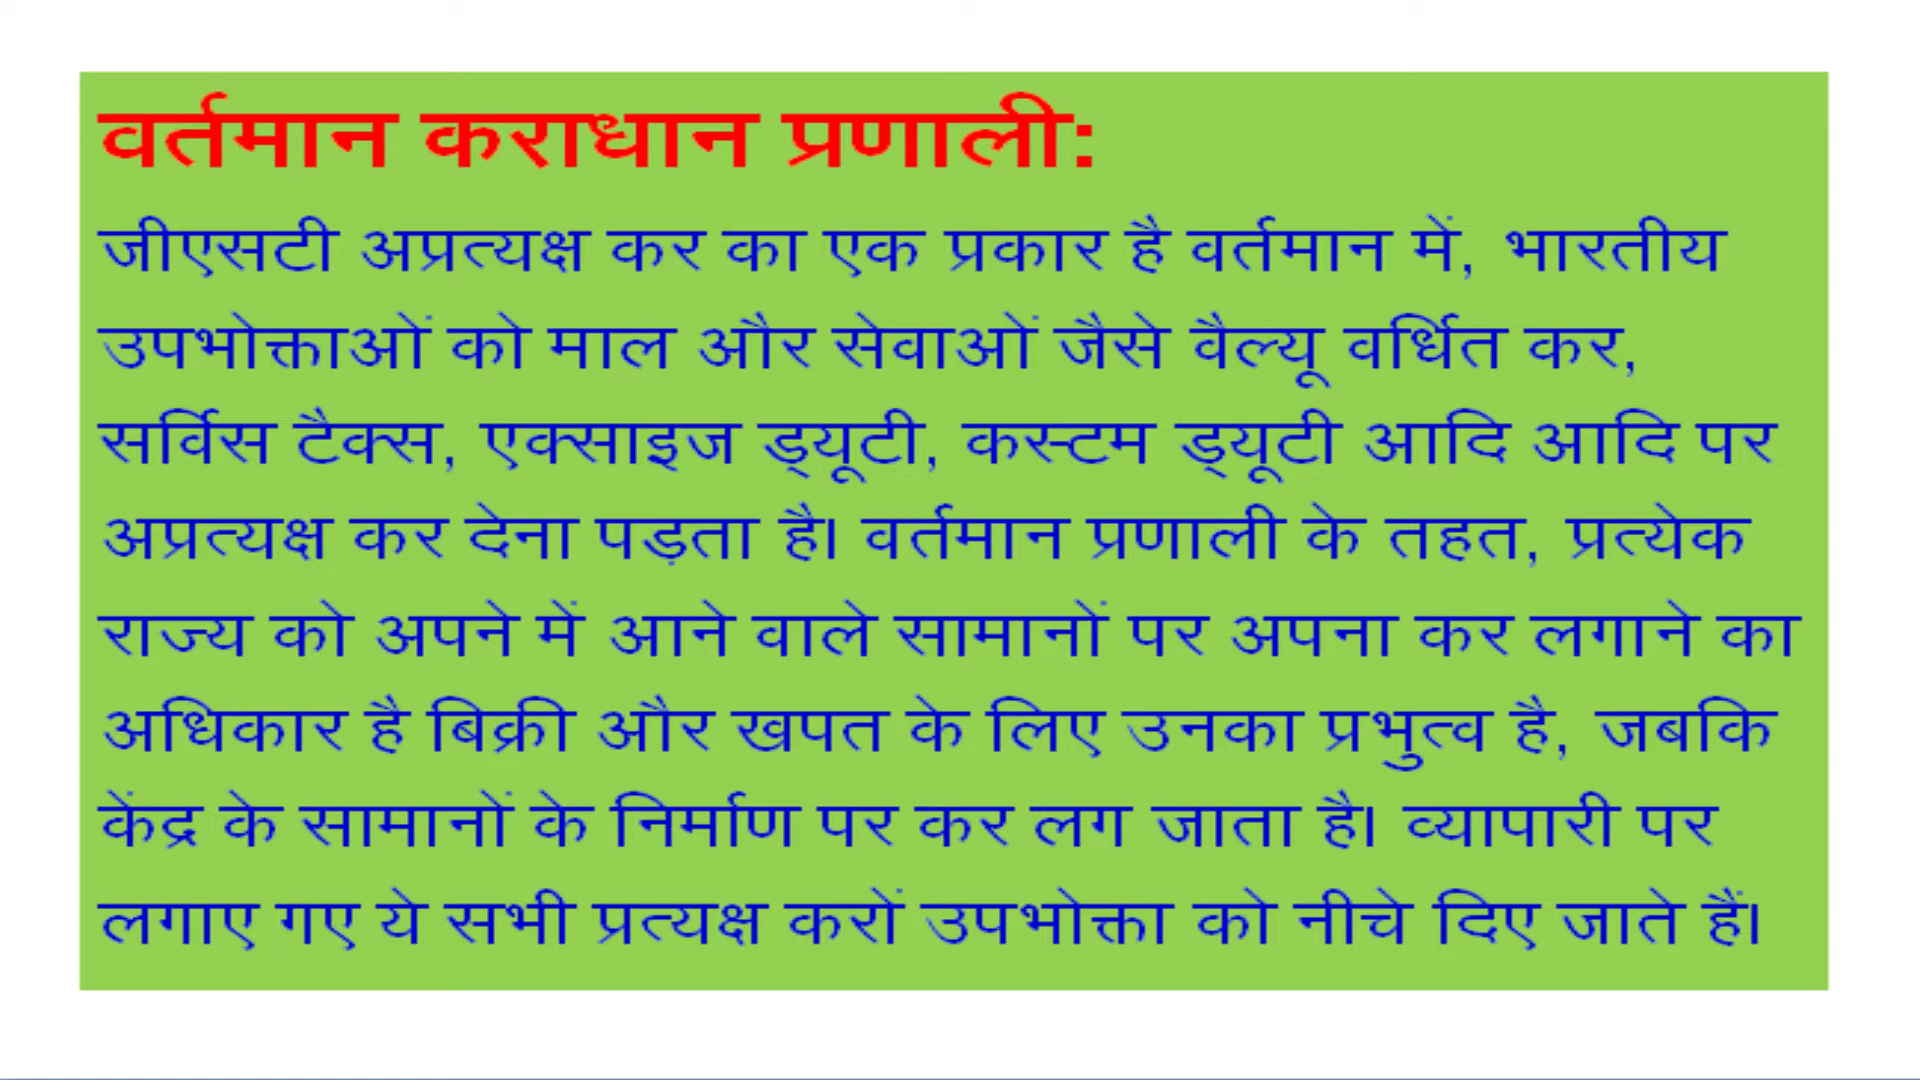 वर्तमान कराधान प्रणाली:
जीएसटी अप्रत्यक्ष कर का एक प्रकार है वर्तमान में, भारतीय
उपभोक्ताओं को माल और सेवाओं जैसे वैल्यू वर्धित कर,
सर्विस टैक्स, एक्साइज ड्यूटी, कस्टम ड्यूटी आदि आदि पर
अप्रत्यक्ष कर देना पड़ता है। वर्तमान प्रणाली के तहत, प्रत्येक
राज्य को अपने में आने वाले सामानों पर अपना कर लगाने का
अधिकार है बिक्री और खपत के लिए उनका प्रभुत्व है, जबकि
केंद्र के सामानों के निर्माण पर कर लग जाता है। व्यापारी पर
लगाए गए ये सभी प्रत्यक्ष करों उपभोक्ता को नीचे दिए जाते हैं।